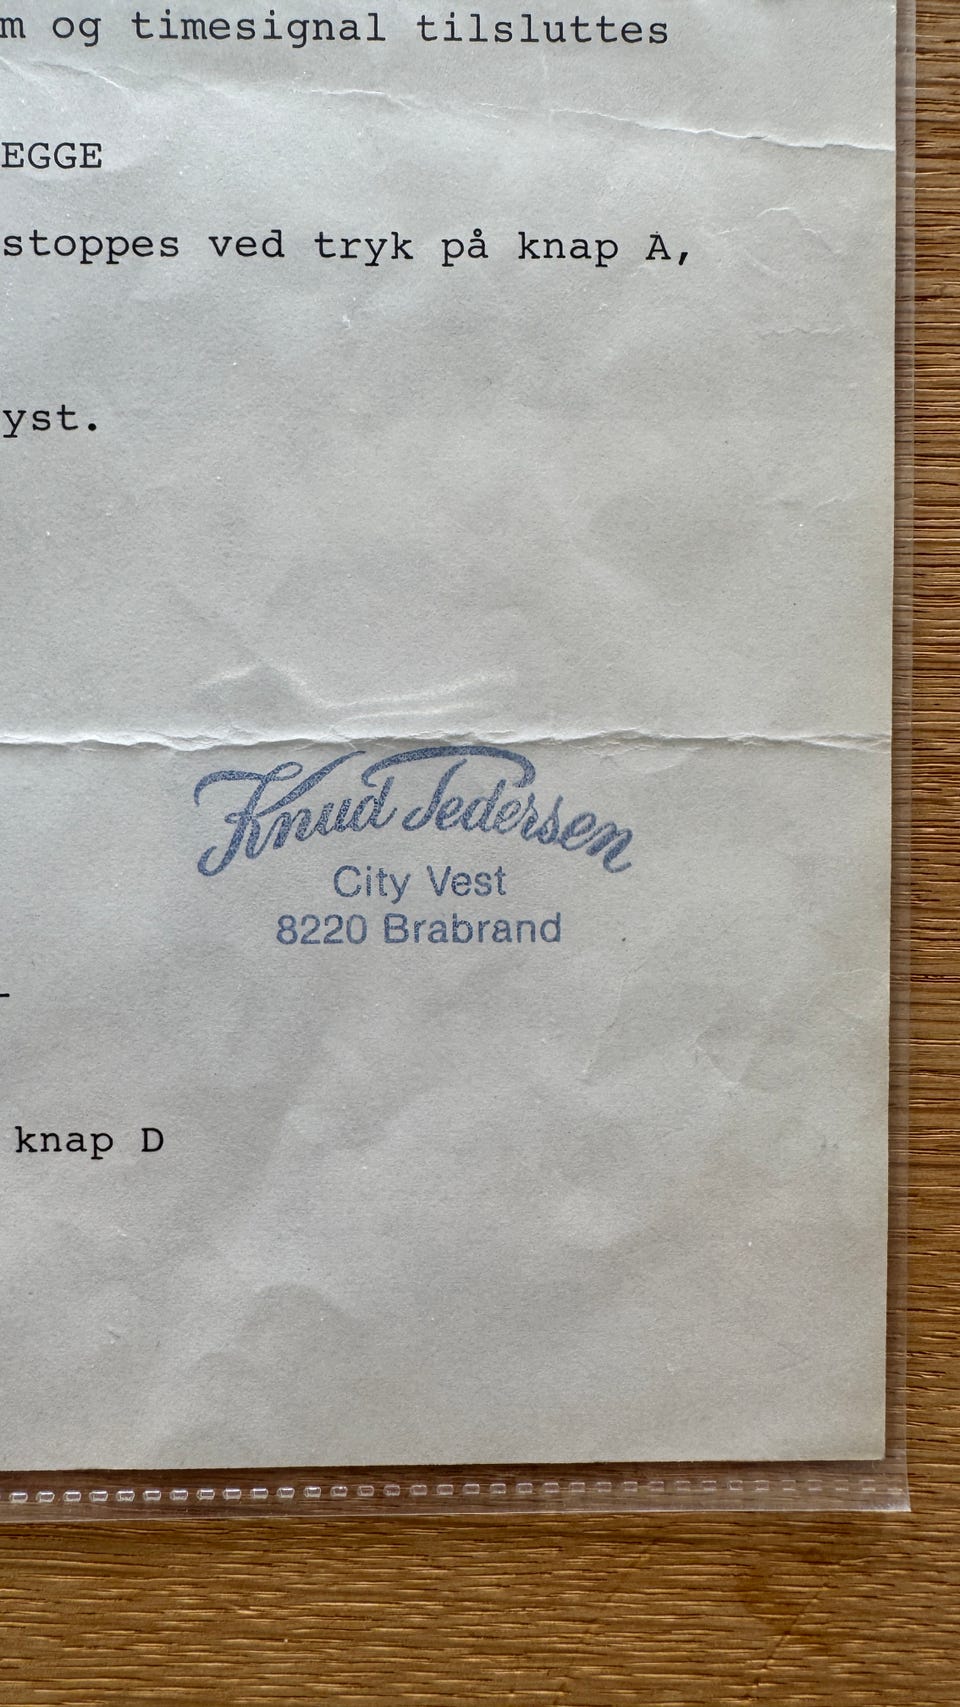 m og timesignal tilsluttes
EGGE
stoppes ved tryk på knap A,
yst.
Knud Pedersen
City Vest
8220 Brabrand
-
knap D